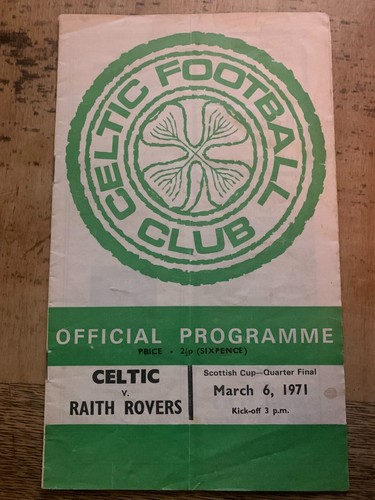 CELTIC FOOTBALL
CLUB
OFFICIAL PROGRAMME
PRICE - 2½p (SIXPENCE)
CELTIC
v.
RAITH ROVERS
Scottish Cup—Quarter Final
March 6, 1971
Kick-off 3 p.m.